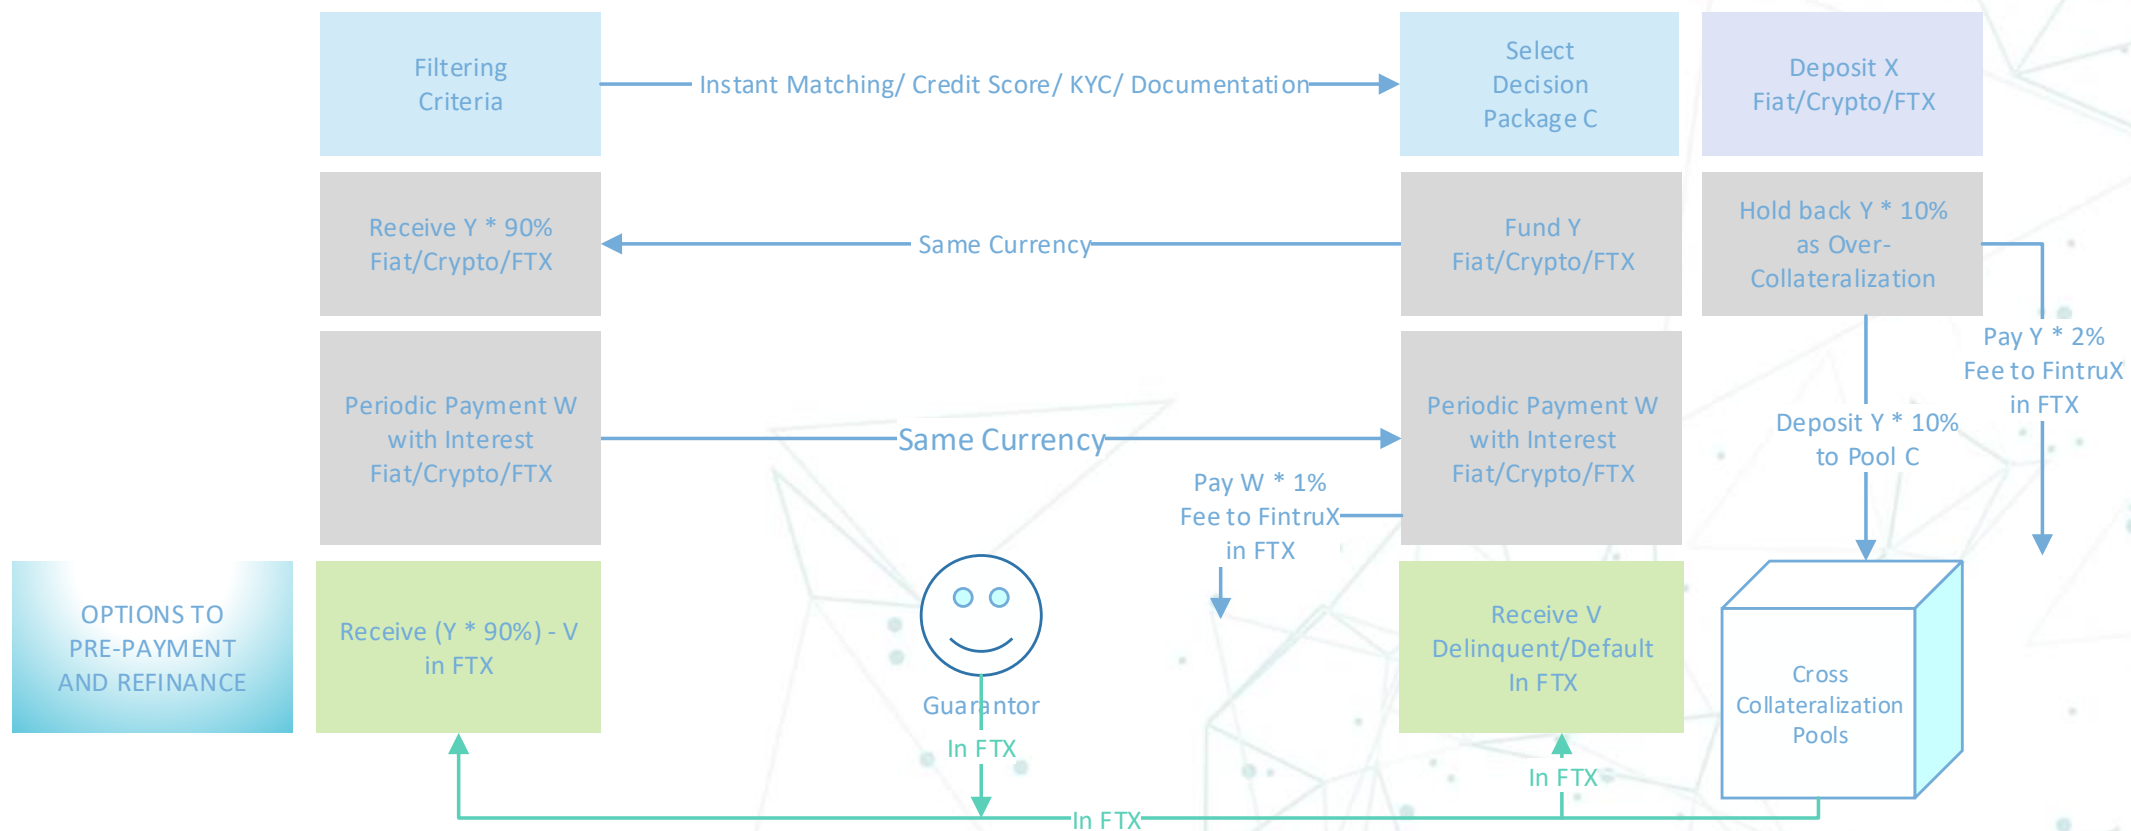 Filtering
Criteria
Instant Matching/ Credit Score/ KYC/ Documentation
Select
Decision
Package C
Deposit X
Fiat/Crypto/FTX
Receive Y * 90%
Fiat/Crypto/FTX
Same Currency
Fund Y
Fiat/Crypto/FTX
Hold back Y * 10%
as Over-
Collateralization
Pay Y * 2%
Fee to FintruX
in FTX
Deposit Y * 10%
to Pool C
Periodic Payment W
with Interest
Fiat/Crypto/FTX
Same Currency
Periodic Payment W
with Interest
Fiat/Crypto/FTX
Pay W * 1%
Fee to FintruX
in FTX
OPTIONS TO
PRE-PAYMENT
AND REFINANCE
Receive (Y * 90%) - V
in FTX
Guarantor
In FTX
Receive V
Delinquent/Default
In FTX
Cross
Collateralization
Pools
In FTX
In FTX